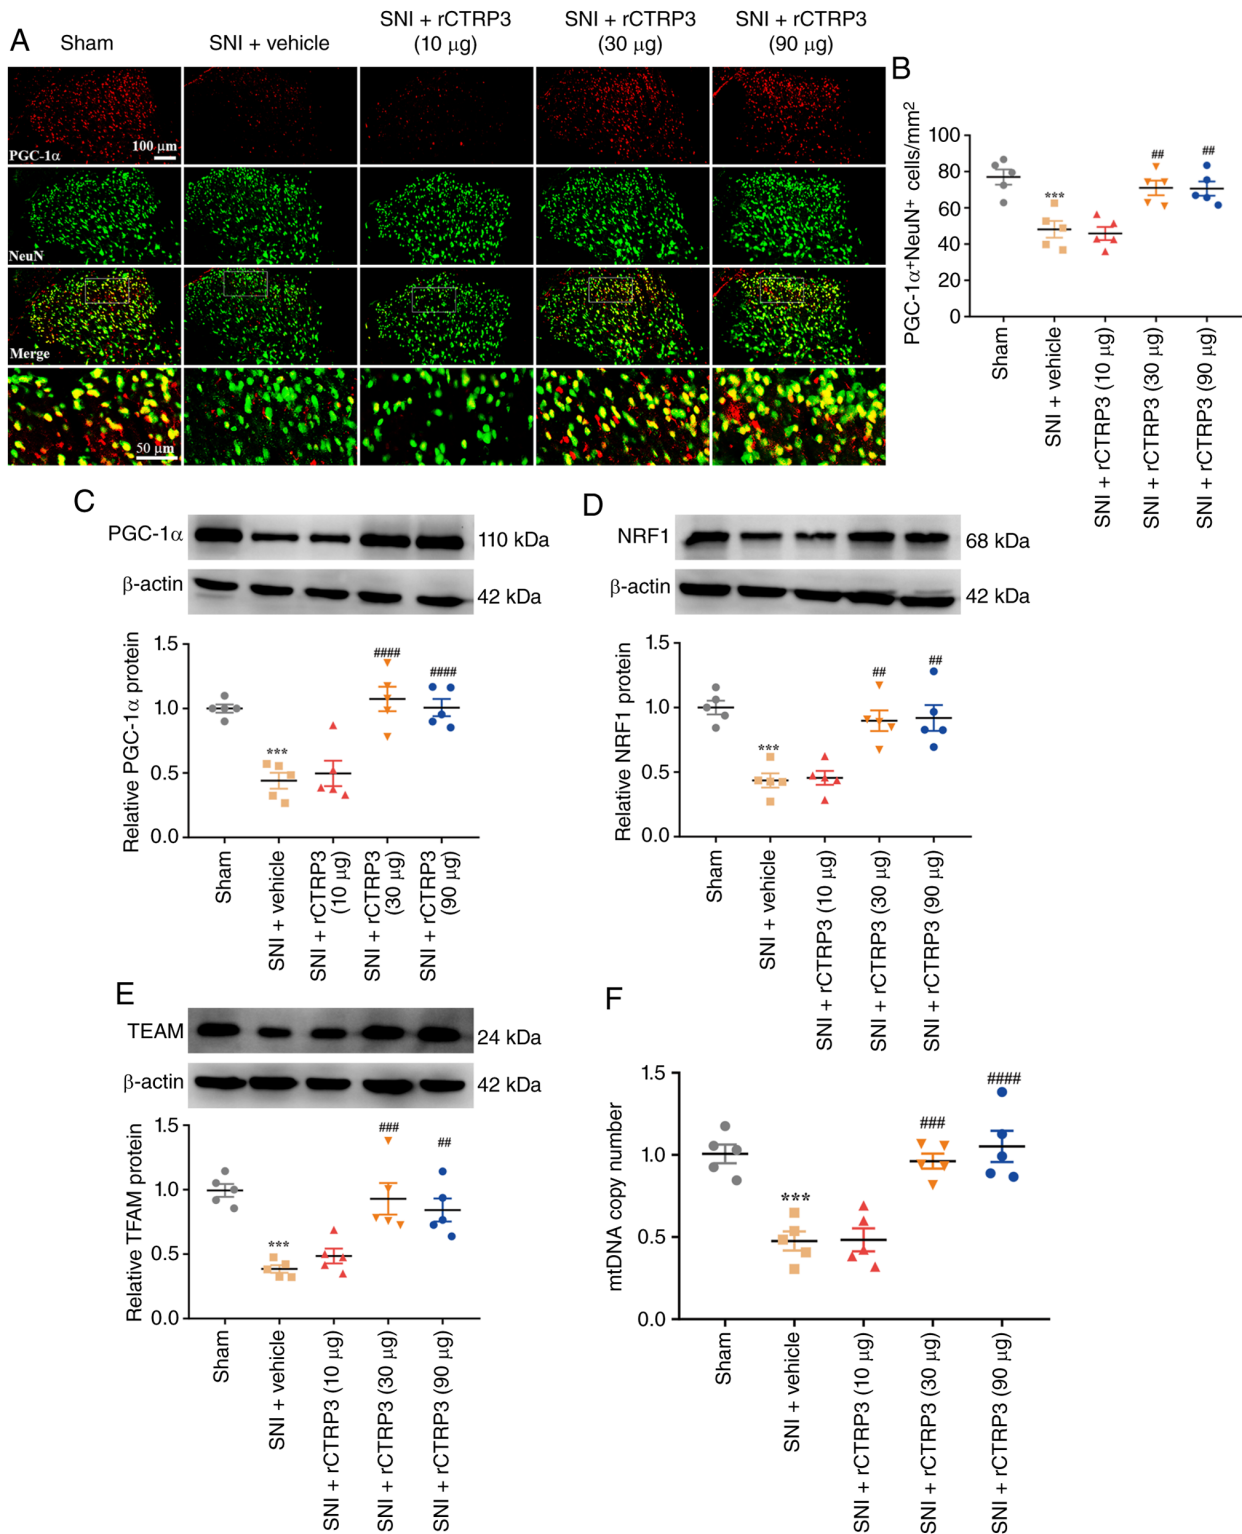 A
Sham
SNI + vehicle
SNI + rCTRP3
(10 μg)
SNI + rCTRP3
(30 μg)
SNI + rCTRP3
(90 μg)
PGC-1α
100 μm
NeuN
Merge
50 μm
B
PGC-1α⁺NeuN⁺ cells/mm²
100
80
60
40
20
0
***
##
##
Sham
SNI + vehicle
SNI + rCTRP3 (10 μg)
SNI + rCTRP3 (30 μg)
SNI + rCTRP3 (90 μg)
C
PGC-1α
110 kDa
β-actin
42 kDa
Relative PGC-1α protein
1.5
1.0
0.5
0.0
***
####
####
Sham
SNI + vehicle
SNI + rCTRP3
(10 μg)
SNI + rCTRP3
(30 μg)
SNI + rCTRP3
(90 μg)
D
NRF1
68 kDa
β-actin
42 kDa
Relative NRF1 protein
1.5
1.0
0.5
0.0
***
##
##
Sham
SNI + vehicle
SNI + rCTRP3 (10 μg)
SNI + rCTRP3 (30 μg)
SNI + rCTRP3 (90 μg)
E
TEAM
24 kDa
β-actin
42 kDa
Relative TFAM protein
1.5
1.0
0.5
0.0
***
###
##
Sham
SNI + vehicle
SNI + rCTRP3 (10 μg)
SNI + rCTRP3 (30 μg)
SNI + rCTRP3 (90 μg)
F
mtDNA copy number
1.5
1.0
0.5
0.0
***
###
####
Sham
SNI + vehicle
SNI + rCTRP3 (10 μg)
SNI + rCTRP3 (30 μg)
SNI + rCTRP3 (90 μg)